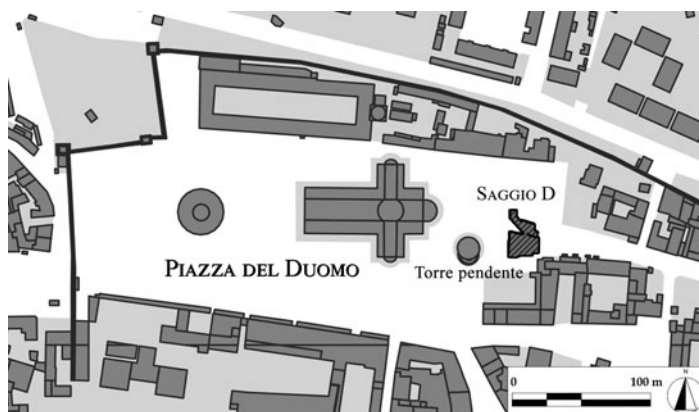 SAGGIO D
PIAZZA DEL DUOMO
Torre pendente
0 100 m
N